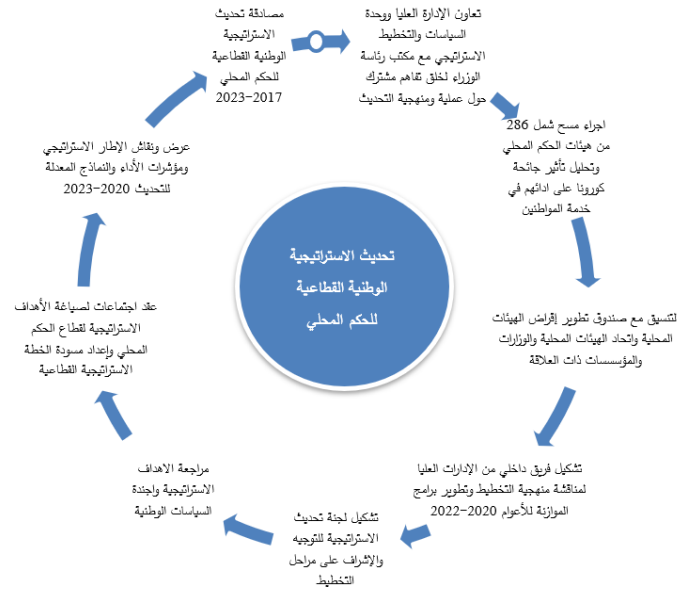 تحديث الاستراتيجية
الوطنية القطاعية
للحكم المحلي
تعاون الإدارة العليا ووحدة
السياسات والتخطيط
الاستراتيجي مع مكتب رئاسة
الوزراء لخلق تفاهم مشترك
حول عملية ومنهجية التحديث
اجراء مسح شمل 286
من هيئات الحكم المحلي
وتحليل تأثير جائحة
كورونا على ادائهم في
خدمة المواطنين
لتنسيق مع صندوق تطوير إقراض الهيئات
المحلية واتحاد الهيئات المحلية والوزارات
والمؤسسات ذات العلاقة
تشكيل فريق داخلي من الإدارات العليا
لمناقشة منهجية التخطيط وتطوير برامج
الموازنة للأعوام 2020-2022
تشكيل لجنة تحديث
الاستراتيجية للتوجيه
والإشراف على مراحل
التخطيط
مراجعة الاهداف
الاستراتيجية واجندة
السياسات الوطنية
عقد اجتماعات لصياغة الأهداف
الاستراتيجية لقطاع الحكم
المحلي وإعداد مسودة الخطة
الاستراتيجية القطاعية
عرض ونقاش الإطار الاستراتيجي
ومؤشرات الأداء والنماذج المعدلة
للتحديث 2020-2023
مصادقة تحديث
الاستراتيجية
الوطنية القطاعية
للحكم المحلي
2017-2023